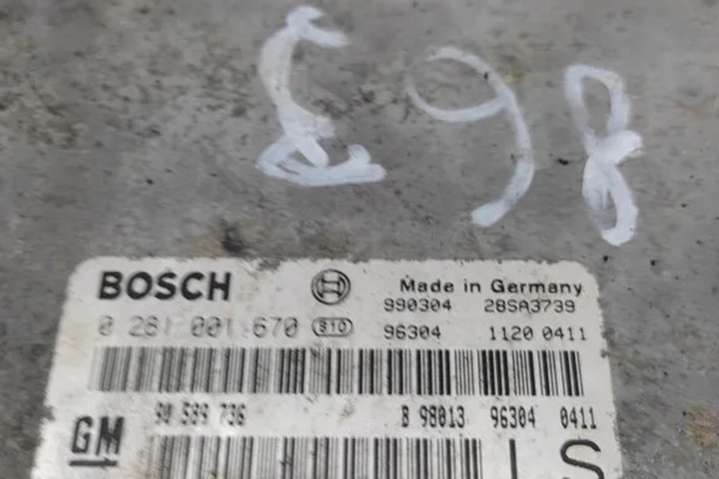 £98
BOSCH
Made in Germany
990304 28SA3739
0 281 001 670 B10 96304 1120 0411
GM 90 589 736 B 98013 96304 0411
LS